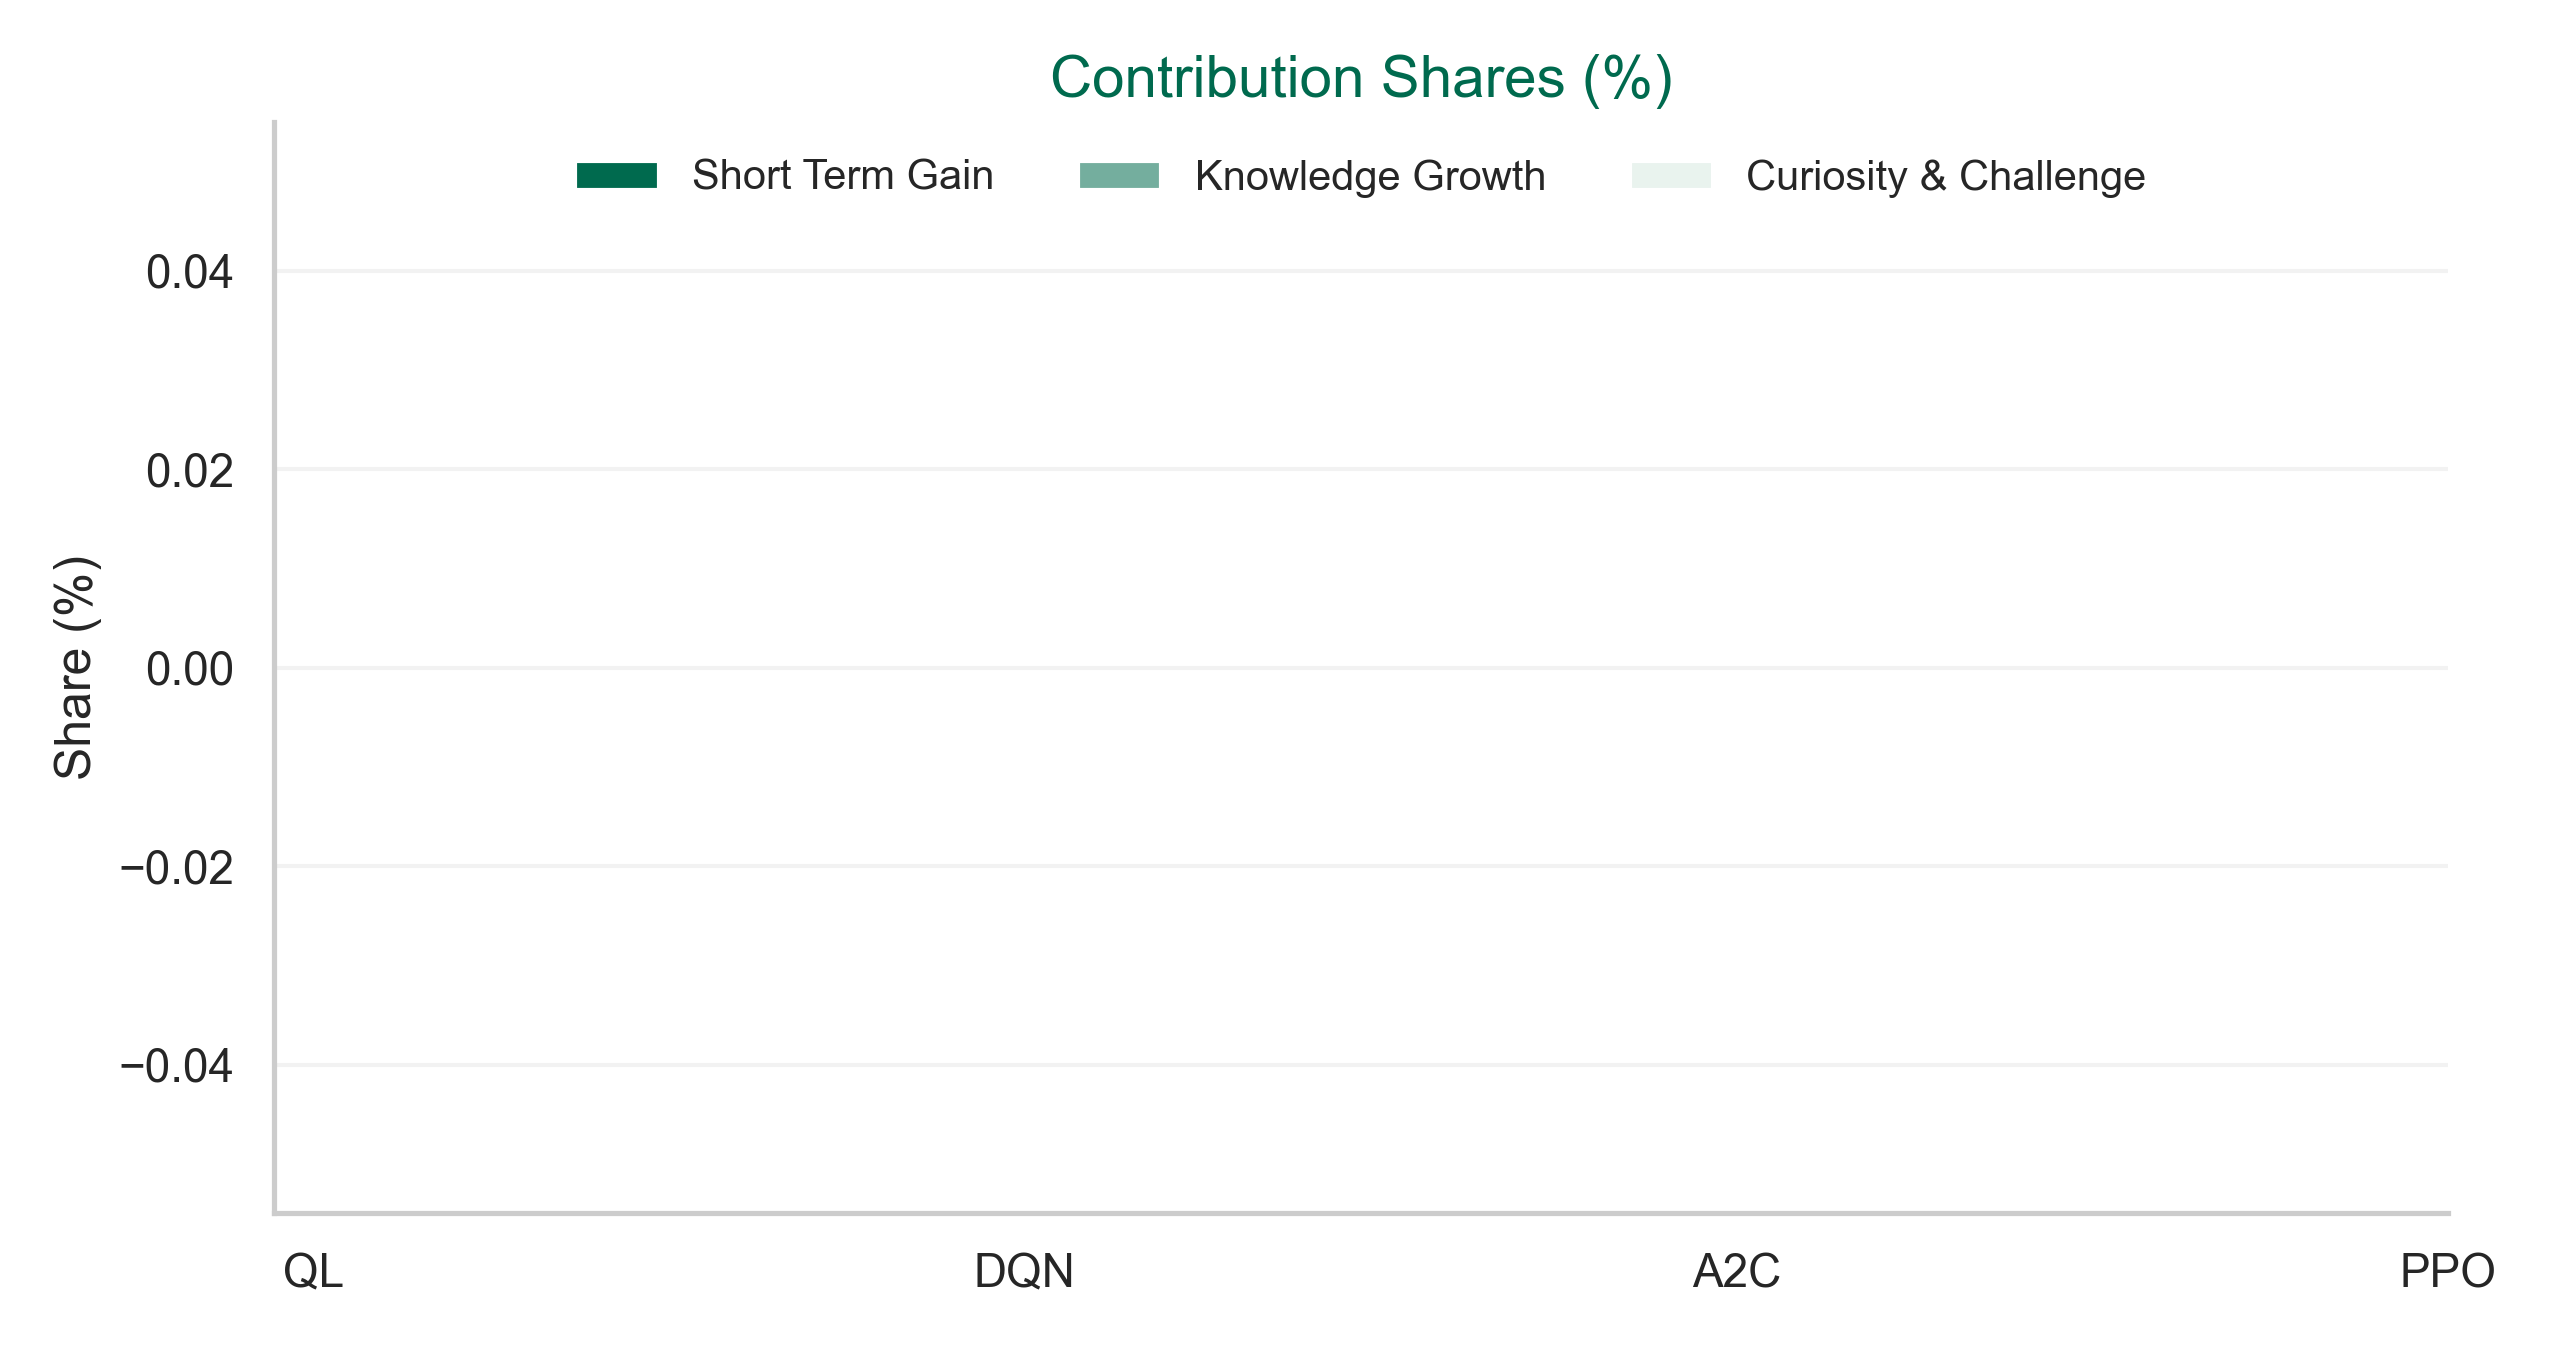 Contribution Shares (%)
Short Term Gain
Knowledge Growth
Curiosity & Challenge
0.04
0.02
0.00
−0.02
−0.04
Share (%)
QL
DQN
A2C
PPO